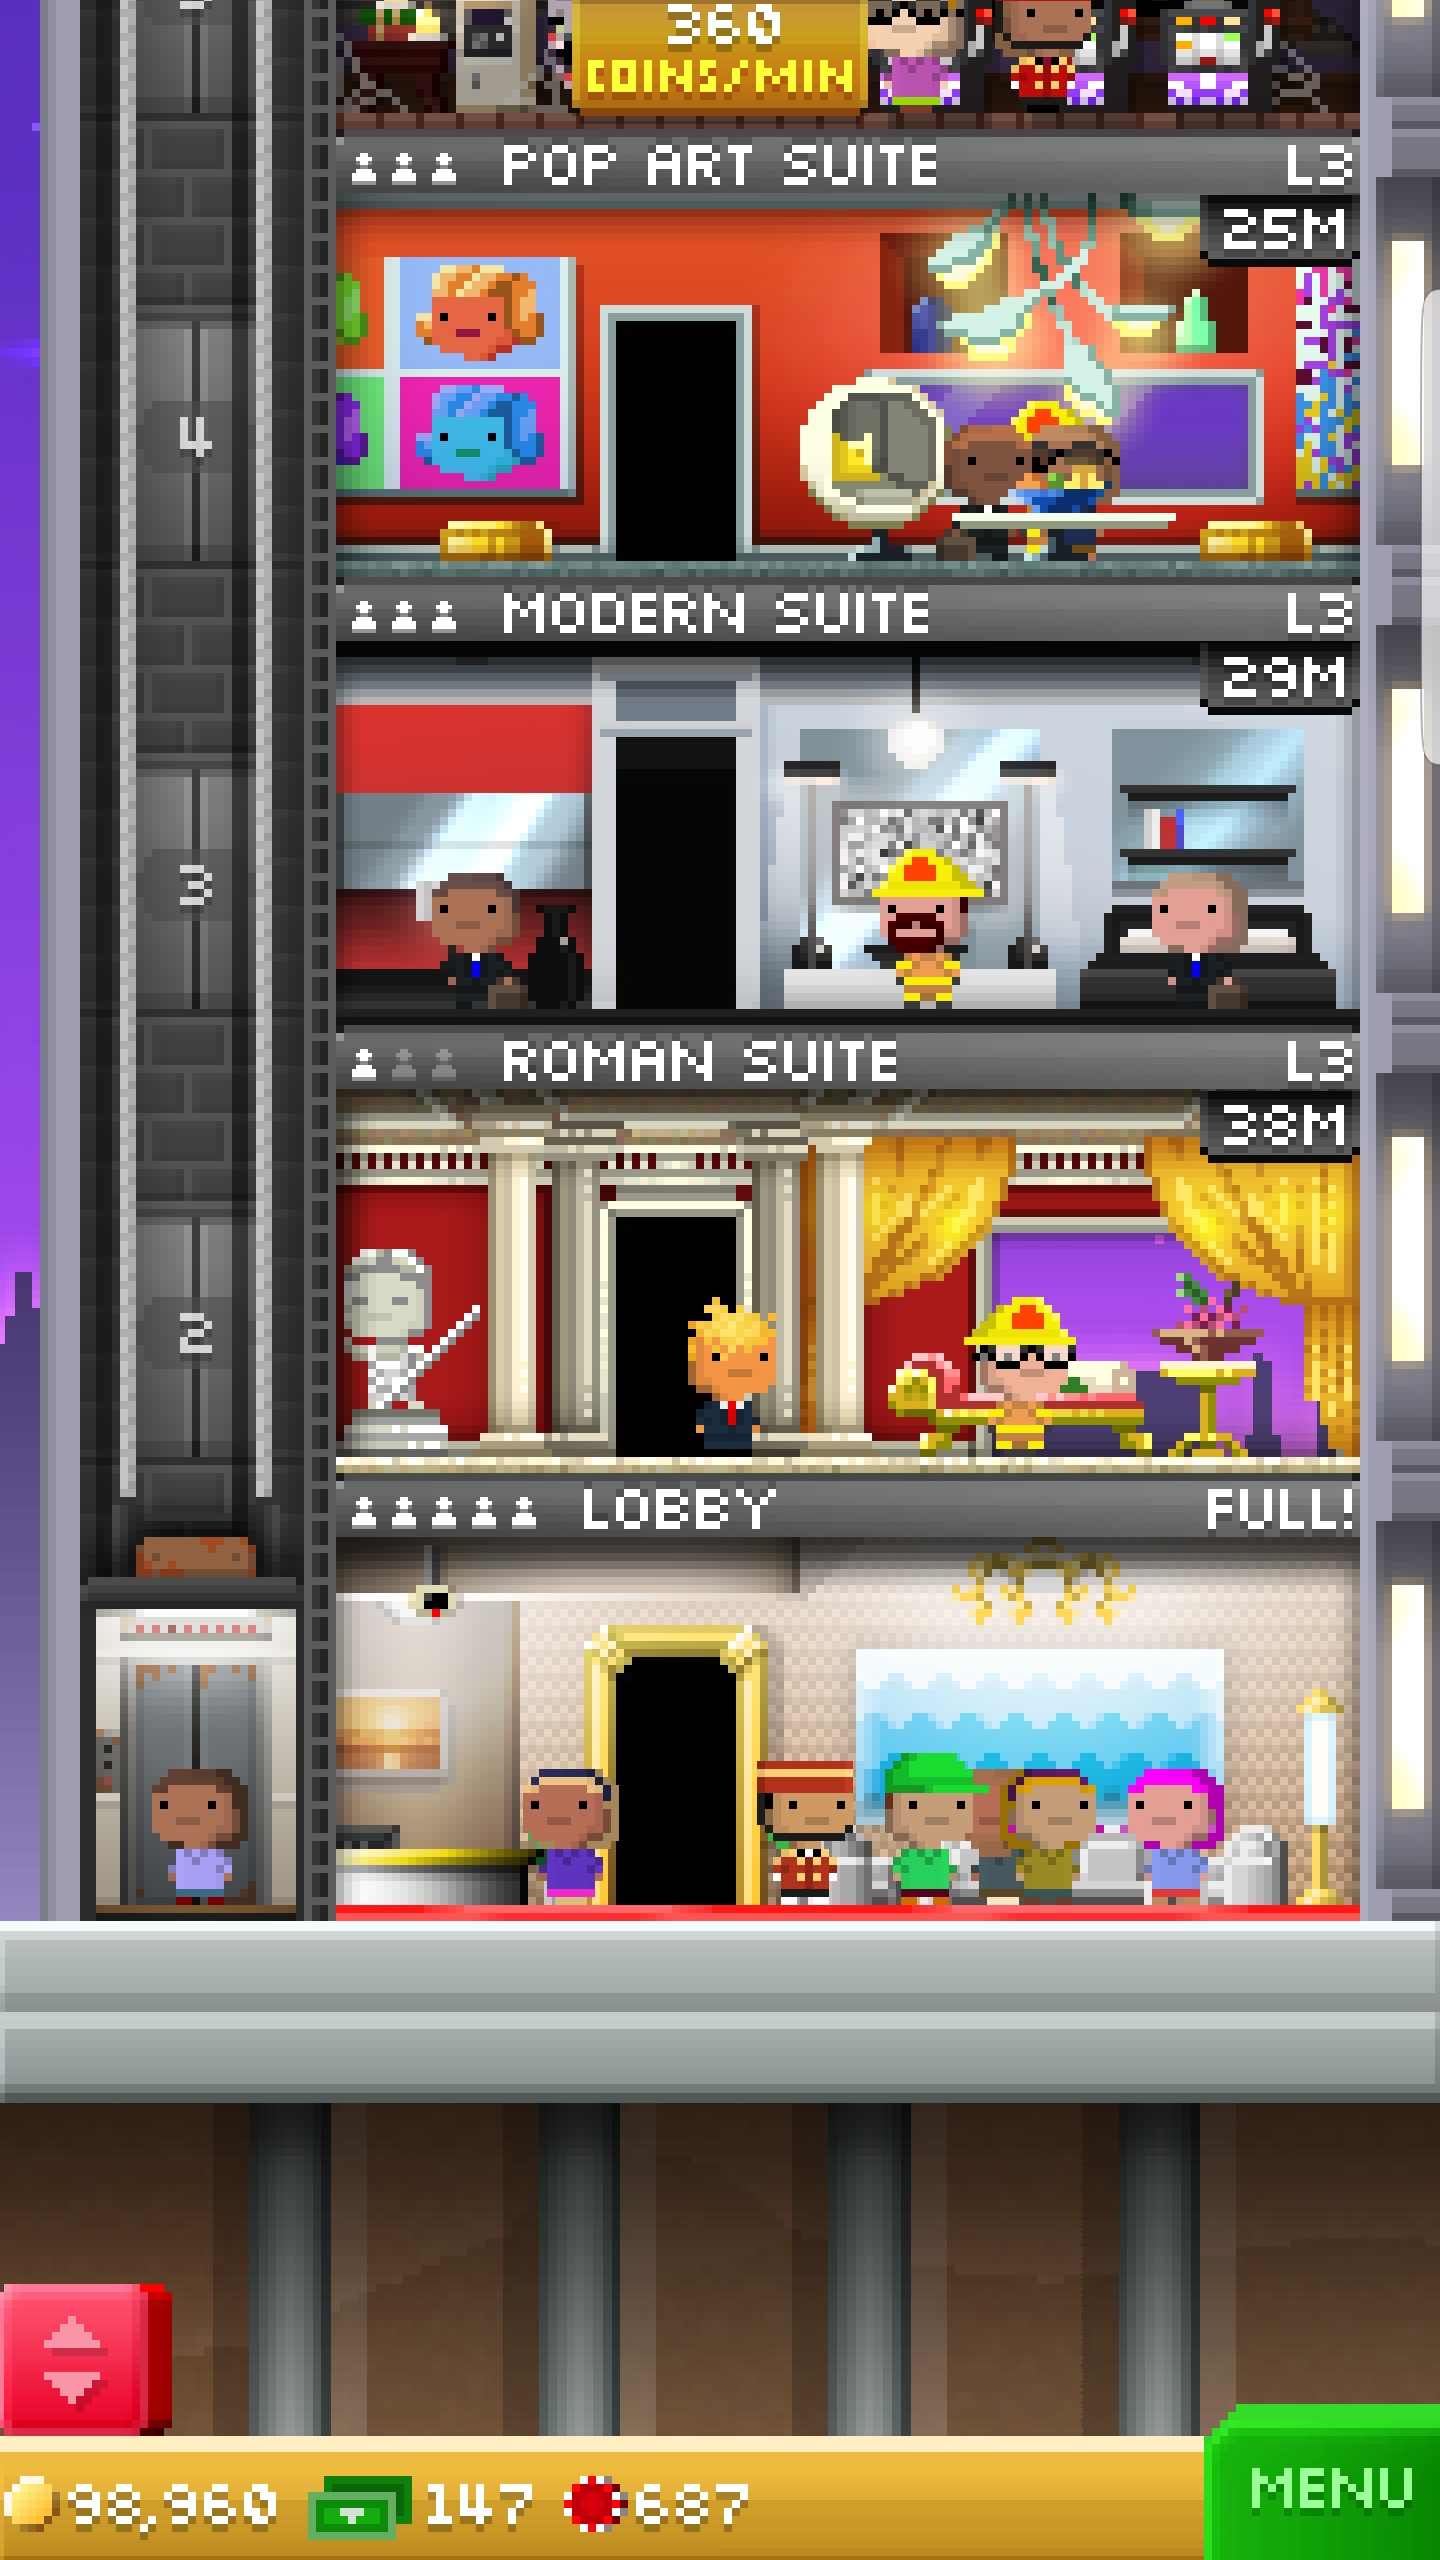 360
COINS/MIN
POP ART SUITE L3
25M
4
MODERN SUITE L3
29M
3
ROMAN SUITE L3
38M
2
LOBBY FULL!
98,960 147 687
MENU